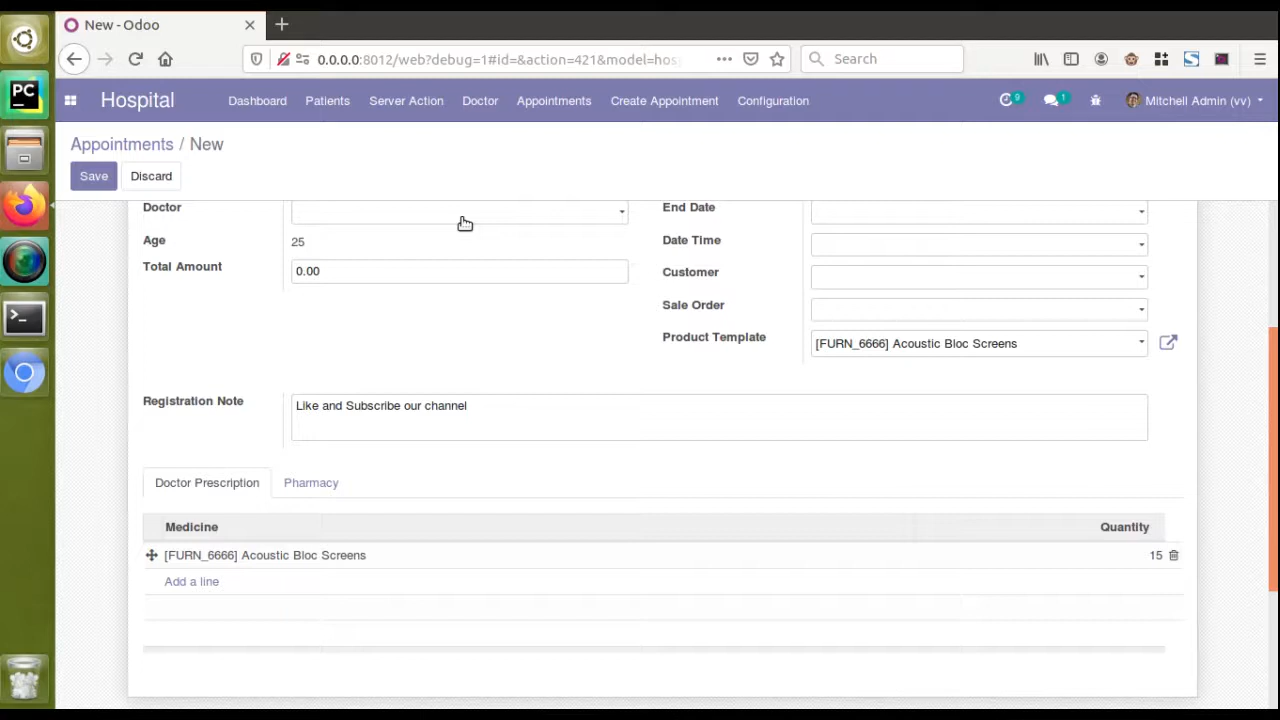 New - Odoo
0.0.0.0:8012/web?debug=1#id=&action=421&model=hos
Search
PC
Hospital
Dashboard
Patients
Server Action
Doctor
Appointments
Create Appointment
Configuration
9
1
Mitchell Admin (vv)
Appointments / New
Save
Discard
Doctor
End Date
Age
25
Date Time
Total Amount
0.00
Customer
Sale Order
Product Template
[FURN_6666] Acoustic Bloc Screens
Registration Note
Like and Subscribe our channel
Doctor Prescription
Pharmacy
Medicine
Quantity
[FURN_6666] Acoustic Bloc Screens
15
Add a line